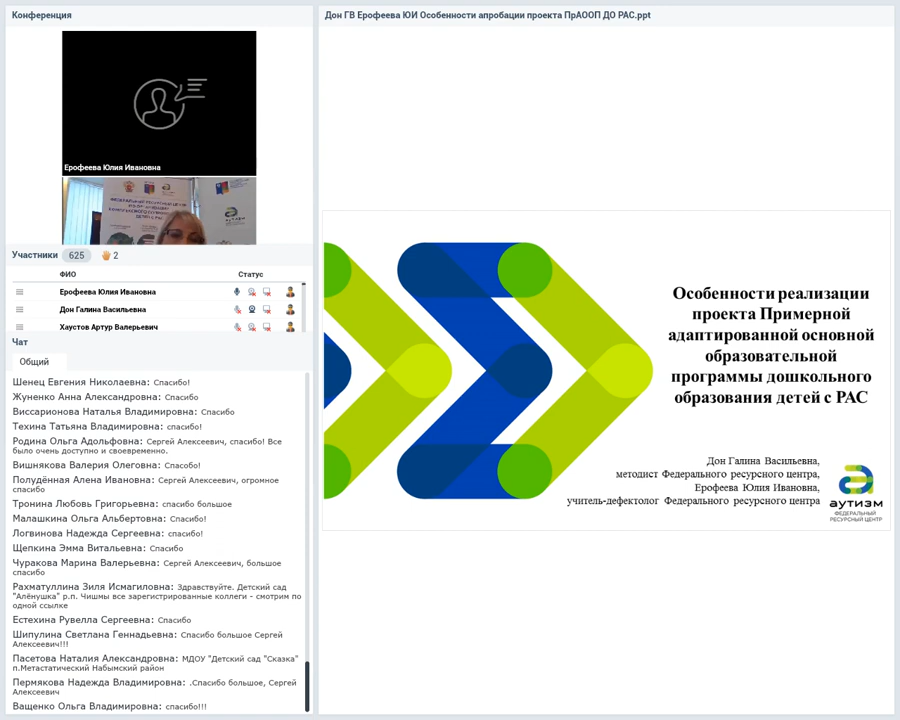 Конференция
Ерофеева Юлия Ивановна
Участники 625 2
ФИО Статус
Ерофеева Юлия Ивановна
Дон Галина Васильевна
Хаустов Артур Валерьевич
Чат
Общий
Шенец Евгения Николаевна: Спасибо!
Жуненко Анна Александровна: Спасибо
Виссарионова Наталья Владимировна: Спасибо
Техина Татьяна Владимировна: спасибо!
Родина Ольга Адольфовна: Сергей Алексеевич, спасибо! Все
было очень доступно и своевременно.
Вишнякова Валерия Олеговна: Спасобо!
Полудённая Алена Ивановна: Сергей Алексеевич, огромное
спасибо
Тронина Любовь Григорьевна: спасибо большое
Малашкина Ольга Альбертовна: Спасибо!
Логвинова Надежда Сергеевна: спасибо!
Щепкина Эмма Витальевна: Спасибо
Чуракова Марина Валерьевна: Сергей Алексеевич, большое
спасибо
Рахматуллина Зиля Исмагиловна: Здравствуйте. Детский сад
"Алёнушка" р.п. Чишмы все зарегистрированные коллеги - смотрим по
одной ссылке
Естехина Рувелла Сергеевна: Спасибо
Шипулина Светлана Геннадьевна: Спасибо большое Сергей
Алексеевич!!!
Пасетова Наталия Александровна: МДОУ "Детский сад "Сказка"
п.Метастатический Набымский район
Пермякова Надежда Владимировна: .Спасибо большое, Сергей
Алексеевич
Ващенко Ольга Владимировна: спасибо!!!
Дон ГВ Ерофеева ЮИ Особенности апробации проекта ПрАООП ДО РАС.ppt
Особенности реализации
проекта Примерной
адаптированной основной
образовательной
программы дошкольного
образования детей с РАС
Дон Галина Васильевна,
методист Федерального ресурсного центра,
Ерофеева Юлия Ивановна,
учитель-дефектолог Федерального ресурсного центра
аутизм
ФЕДЕРАЛЬНЫЙ
РЕСУРСНЫЙ ЦЕНТР